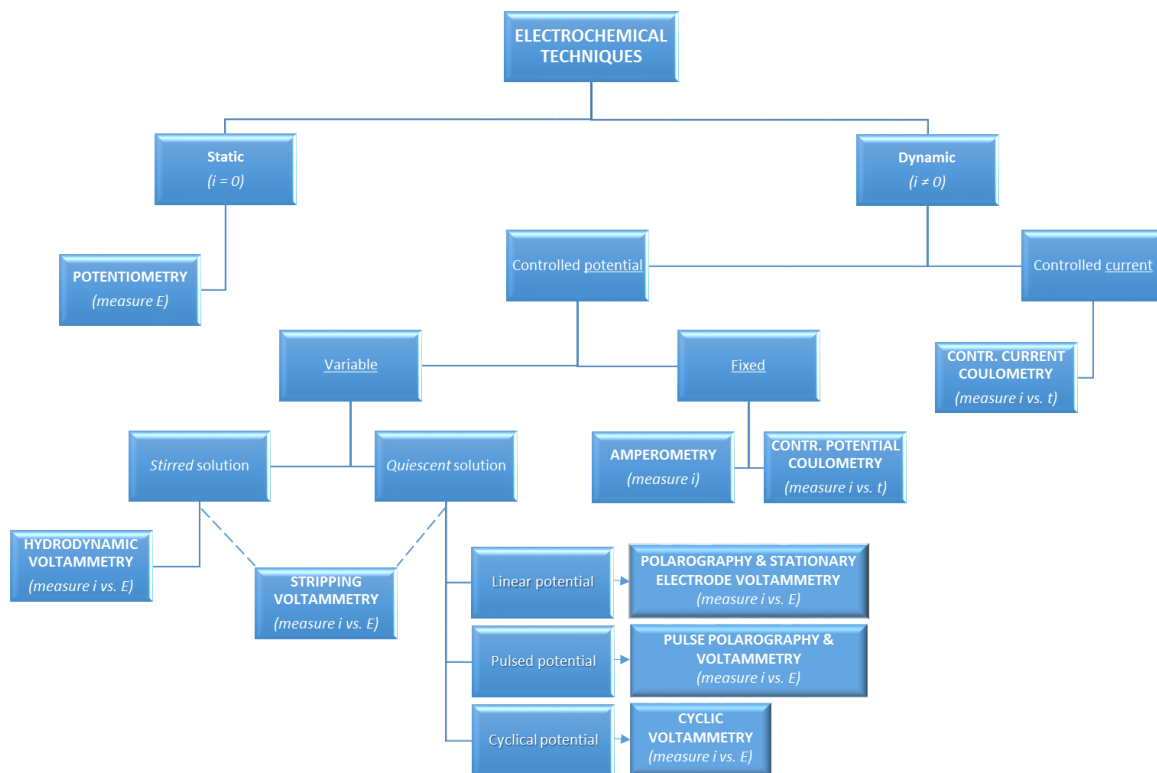 ELECTROCHEMICAL
TECHNIQUES
Static
(i = 0)
Dynamic
(i ≠ 0)
POTENTIOMETRY
(measure E)
Controlled potential
Controlled current
Variable
Fixed
CONTR. CURRENT
COULOMETRY
(measure i vs. t)
Stirred solution
Quiescent solution
AMPEROMETRY
(measure i)
CONTR. POTENTIAL
COULOMETRY
(measure i vs. t)
HYDRODYNAMIC
VOLTAMMETRY
(measure i vs. E)
STRIPPING
VOLTAMMETRY
(measure i vs. E)
Linear potential
POLAROGRAPHY & STATIONARY
ELECTRODE VOLTAMMETRY
(measure i vs. E)
Pulsed potential
PULSE POLAROGRAPHY &
VOLTAMMETRY
(measure i vs. E)
Cyclical potential
CYCLIC
VOLTAMMETRY
(measure i vs. E)